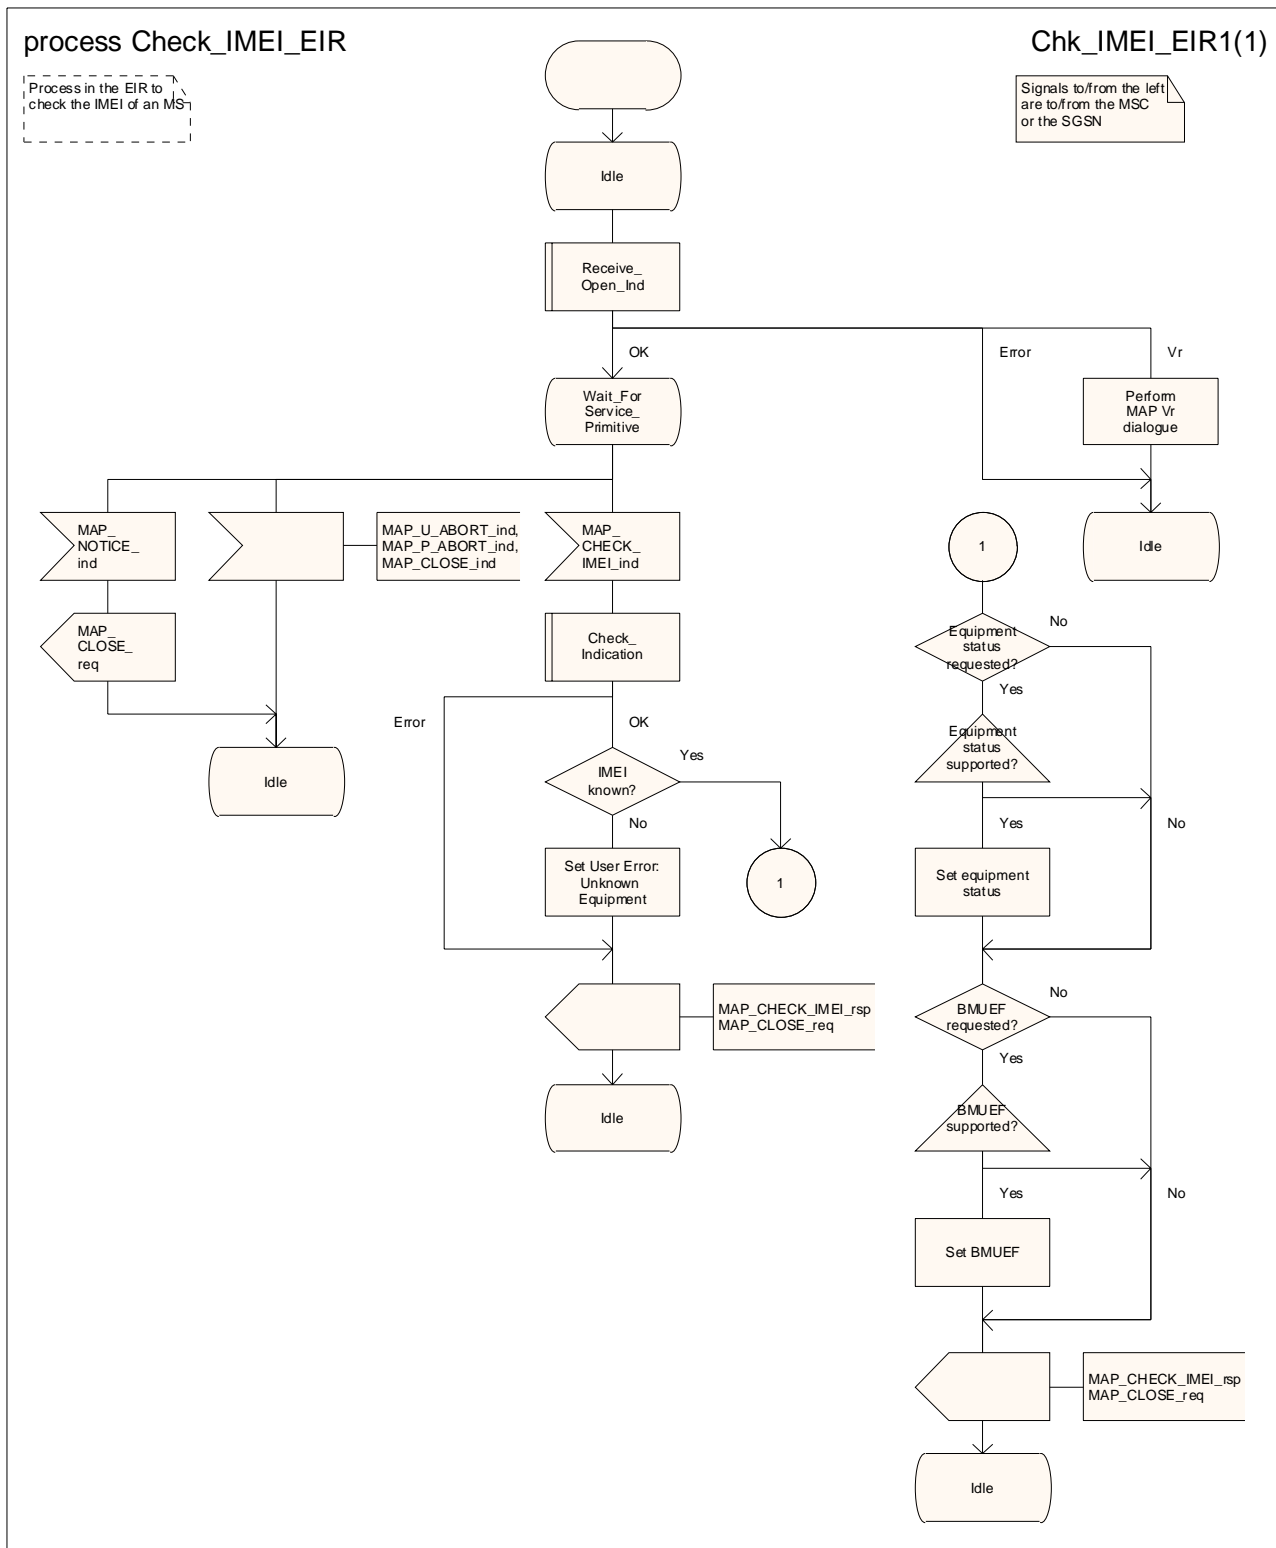 process Check_IMEI_EIR
Chk_IMEI_EIR1(1)
Process in the EIR to
check the IMEI of an MS
Signals to/from the left
are to/from the MSC
or the SGSN
Idle
Receive_
Open_Ind
OK
Error
Vr
Wait_For
Service_
Primitive
Perform
MAP Vr
dialogue
MAP_
NOTICE_
ind
MAP_U_ABORT_ind,
MAP_P_ABORT_ind,
MAP_CLOSE_ind
MAP_
CHECK_
IMEI_ind
1
Idle
MAP_
CLOSE_
req
Check_
Indication
Equipment
status
requested?
No
Yes
Error
OK
Equipment
status
supported?
Idle
IMEI
known?
Yes
No
Yes
No
Set User Error:
Unknown
Equipment
1
Set equipment
status
MAP_CHECK_IMEI_rsp
MAP_CLOSE_req
BMUEF
requested?
No
Yes
Idle
BMUEF
supported?
Yes
No
Set BMUEF
MAP_CHECK_IMEI_rsp
MAP_CLOSE_req
Idle